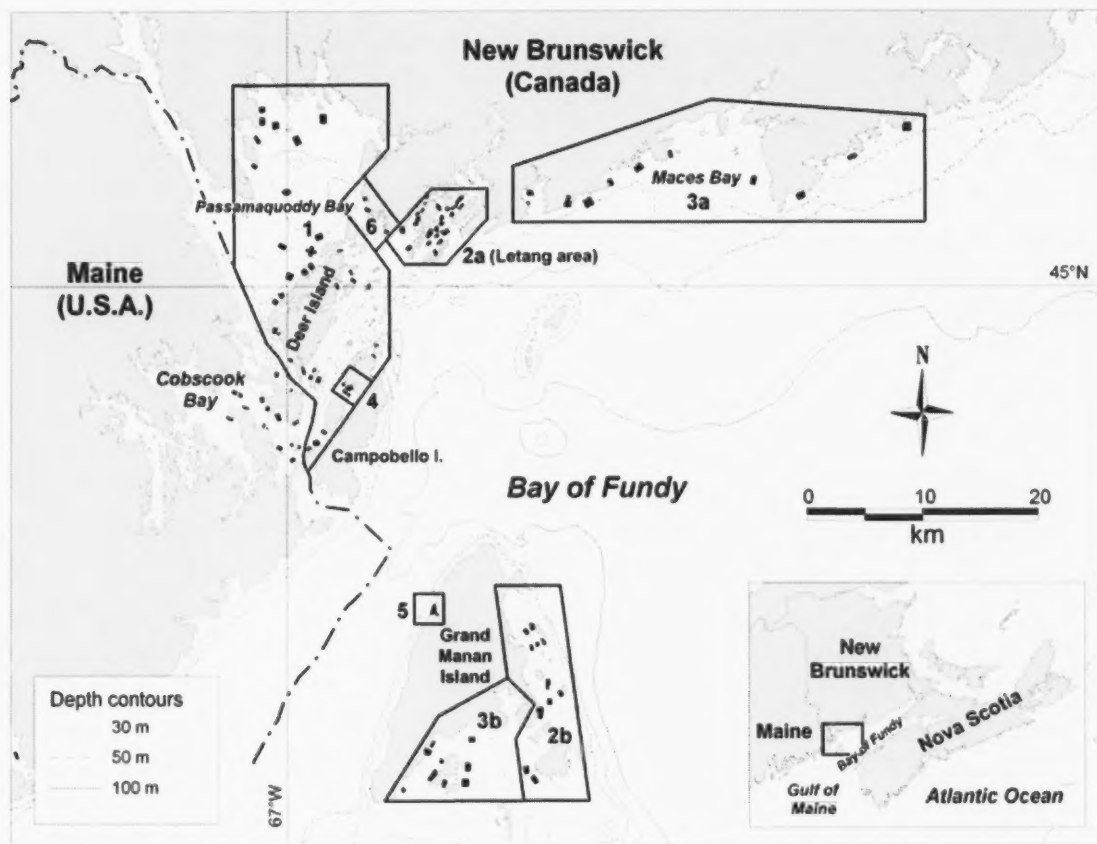 New Brunswick
(Canada)
Maces Bay
3a
Passamaquoddy Bay
1
6
2a (Letang area)
Maine
(U.S.A.)
45°N
Deer Island
Cobscook
Bay
4
N
Campobello I.
Bay of Fundy
0 10 20
km
5
Grand
Manan
Island
3b
2b
67°W
Depth contours
30 m
50 m
100 m
New
Brunswick
Maine
Bay of Fundy
Nova Scotia
Gulf of
Maine
Atlantic Ocean